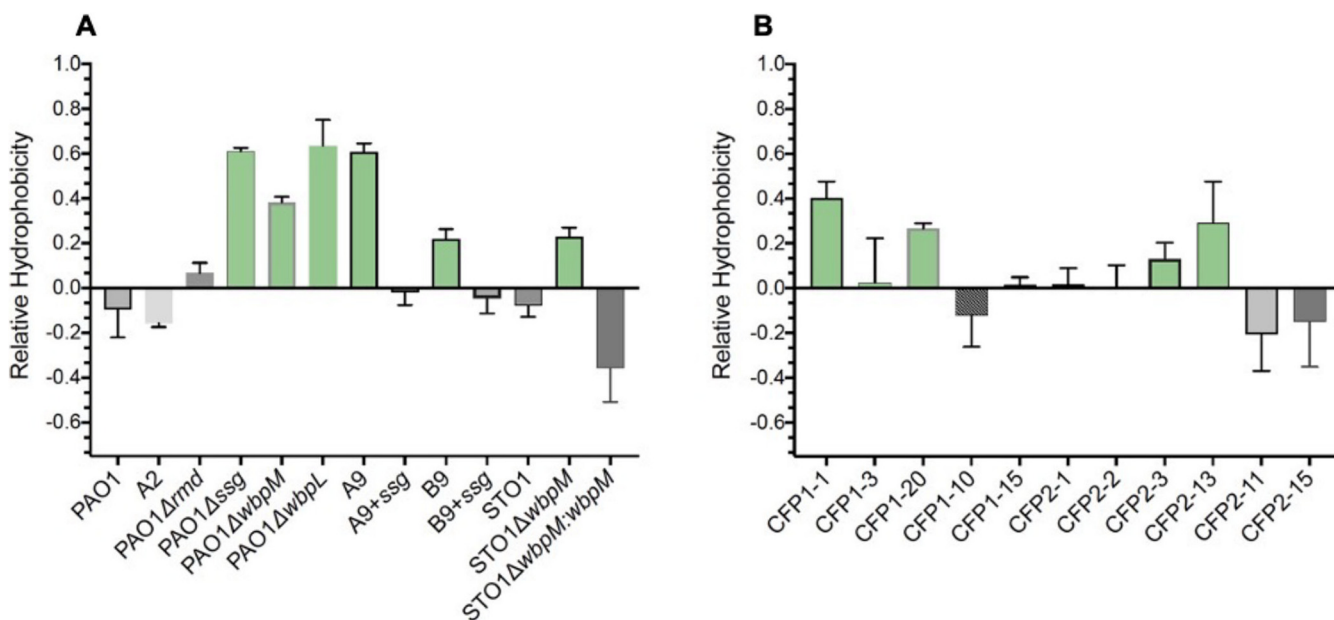 A
Relative Hydrophobicity
1.0
0.8
0.6
0.4
0.2
0.0
-0.2
-0.4
-0.6
PAO1
A2
PAO1Δrmd
PAO1Δssg
PAO1ΔwbpM
PAO1ΔwbpL
A9
A9+ssg
B9
B9+ssg
STO1
STO1ΔwbpM
STO1ΔwbpM:wbpM
B
Relative Hydrophobicity
1.0
0.8
0.6
0.4
0.2
0.0
-0.2
-0.4
-0.6
CFP1-1
CFP1-3
CFP1-20
CFP1-10
CFP1-15
CFP2-1
CFP2-2
CFP2-3
CFP2-13
CFP2-11
CFP2-15